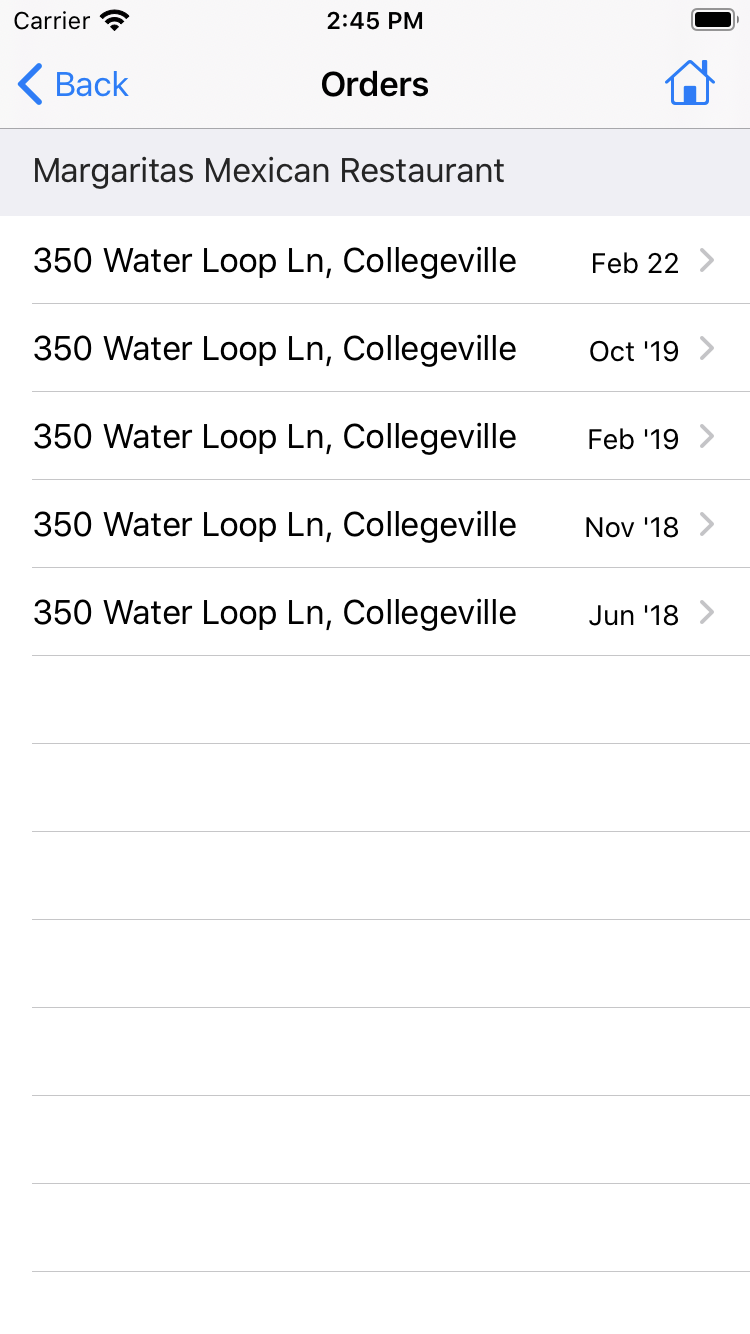 Carrier 2:45 PM
Back Orders
Margaritas Mexican Restaurant
350 Water Loop Ln, Collegeville Feb 22
350 Water Loop Ln, Collegeville Oct '19
350 Water Loop Ln, Collegeville Feb '19
350 Water Loop Ln, Collegeville Nov '18
350 Water Loop Ln, Collegeville Jun '18